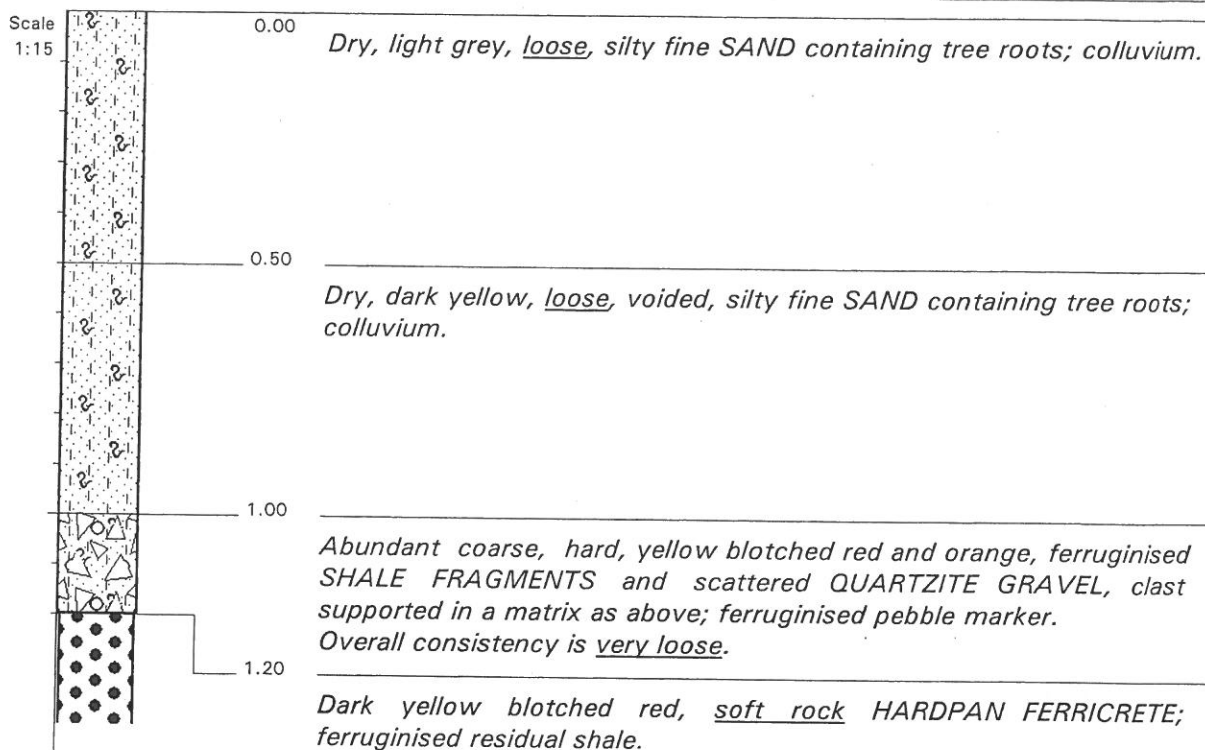 Scale
1:15
0.00
Dry, light grey, loose, silty fine SAND containing tree roots; colluvium.
0.50
Dry, dark yellow, loose, voided, silty fine SAND containing tree roots;
colluvium.
1.00
Abundant coarse, hard, yellow blotched red and orange, ferruginised
SHALE FRAGMENTS and scattered QUARTZITE GRAVEL, clast
supported in a matrix as above; ferruginised pebble marker.
Overall consistency is very loose.
1.20
Dark yellow blotched red, soft rock HARDPAN FERRICRETE;
ferruginised residual shale.